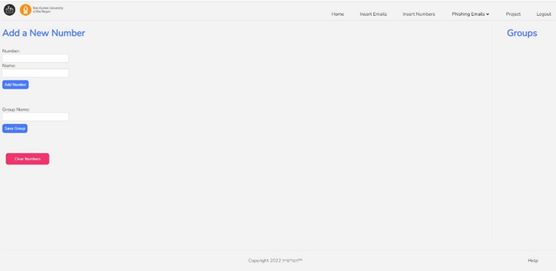 Ben-Gurion University
of the Negev
Home
Insert Emails
Insert Numbers
Phishing Emails
Project
Logout
Add a New Number
Groups
Number:
Name:
Add Number
Group Name:
Save Group
Clear Numbers
Copyright 2022
Help